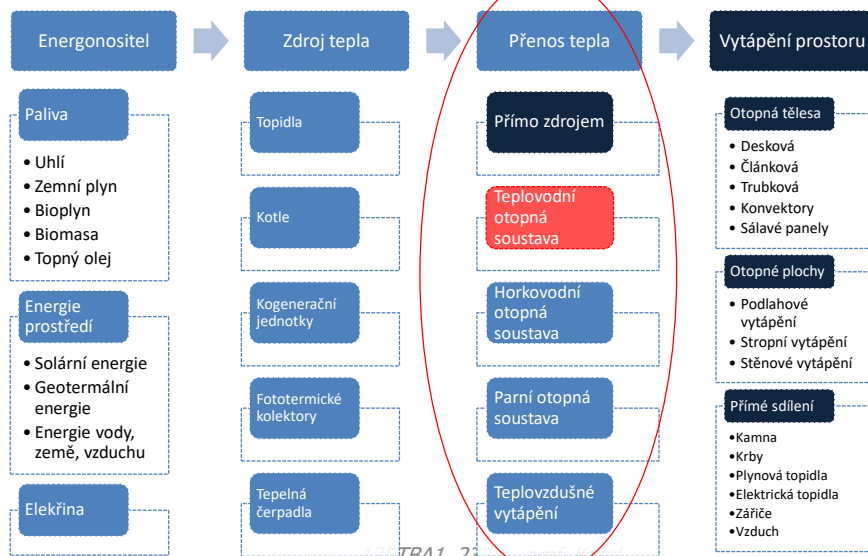 Energonositel
Zdroj tepla
Přenos tepla
Vytápění prostoru
Paliva
• Uhlí
• Zemní plyn
• Bioplyn
• Biomasa
• Topný olej
Energie
prostředí
• Solární energie
• Geotermální
energie
• Energie vody,
země, vzduchu
Elekřina
Topidla
Kotle
Kogenerační
jednotky
Fototermické
kolektory
Tepelná
čerpadla
Přímo zdrojem
Teplovodní
otopná
soustava
Horkovodní
otopná
soustava
Parní otopná
soustava
Teplovzdušné
vytápění
Otopná tělesa
• Desková
• Článková
• Trubková
• Konvektory
• Sálavé panely
Otopné plochy
• Podlahové
vytápění
• Stropní vytápění
• Stěnové vytápění
Přímé sdílení
•Kamna
•Krby
•Plynová topidla
•Elektrická topidla
•Zářiče
•Vzduch